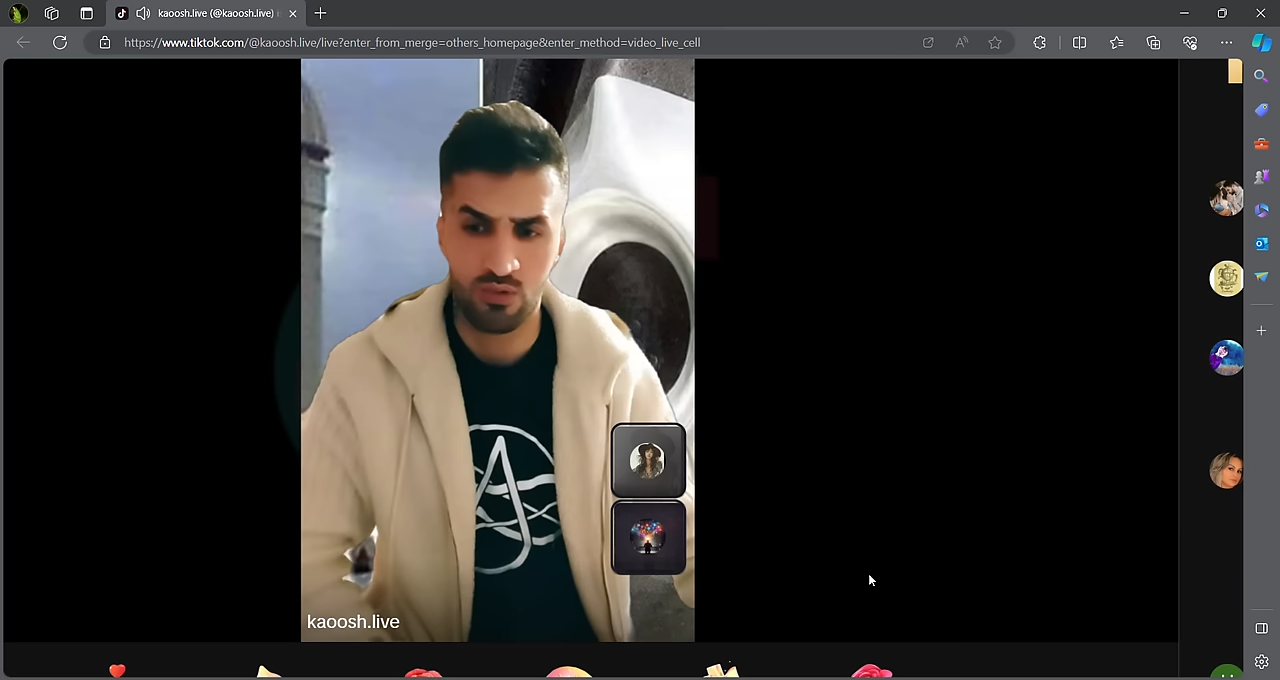 kaoosh.live (@kaoosh.live)
https://www.tiktok.com/@kaoosh.live/live?enter_from_merge=others_homepage&enter_method=video_live_cell
kaoosh.live